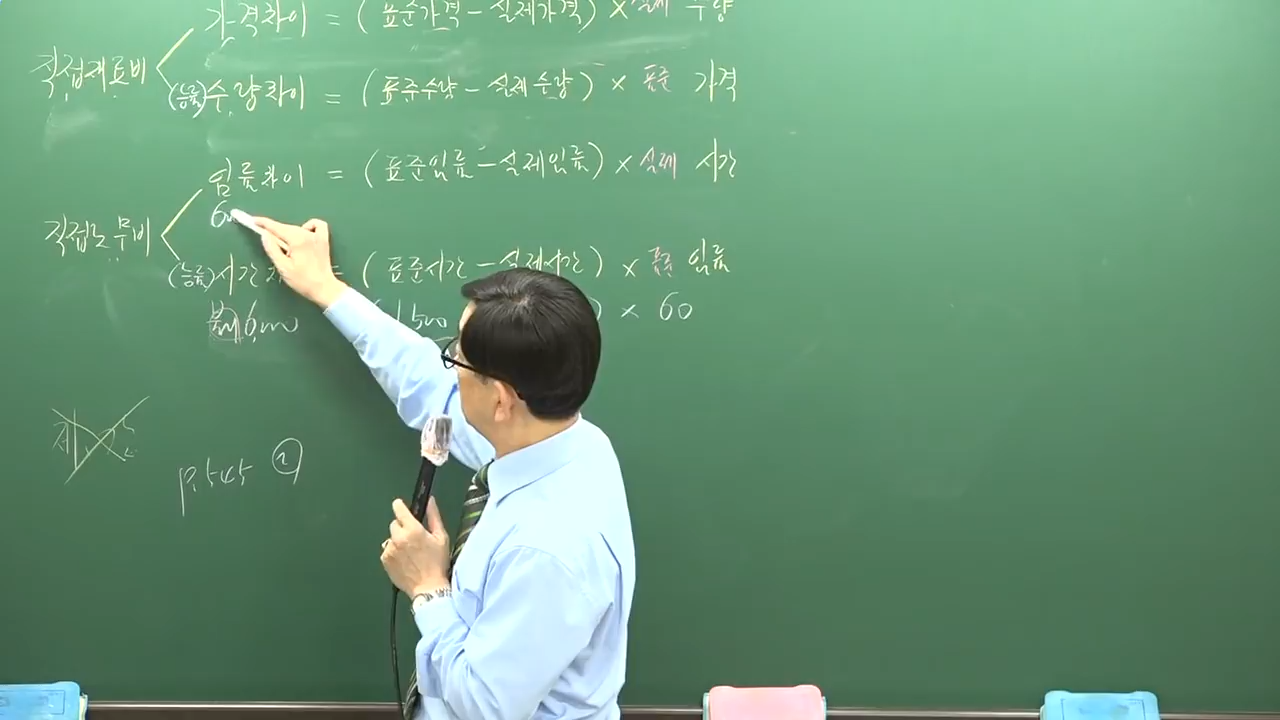 가격차이 = (표준가격 - 실제가격) × 실제 수량
직접재료비
(능률)수량차이 = (표준수량 - 실제수량) × 표준 가격
임률차이 = (표준임률 - 실제임률) × 실제 시간
직접노무비
(능률)시간 = (표준시간 - 실제시간) × 표준 임률
6,000 1,500 ) × 60
p.545 ②